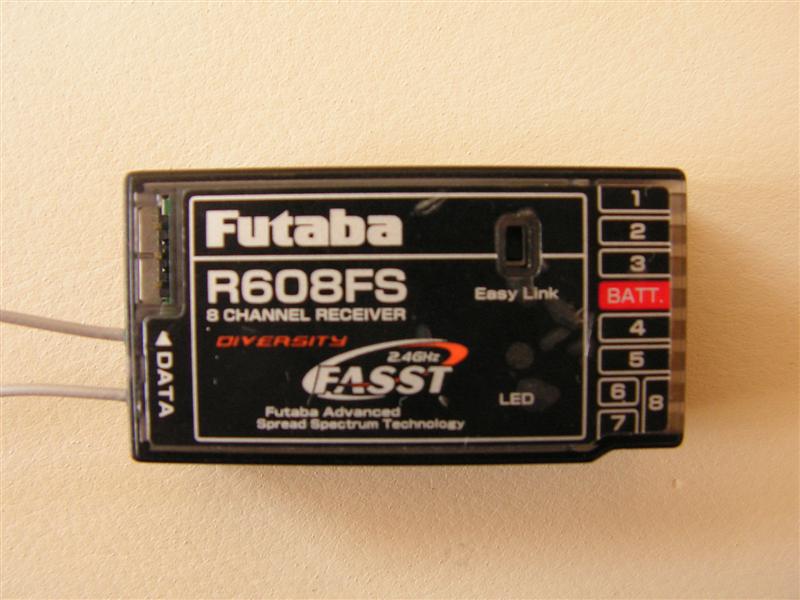 Futaba
R608FS
8 CHANNEL RECEIVER
DIVERSITY
2.4GHz
FASST
Futaba Advanced
Spread Spectrum Technology
Easy Link
LED
◀DATA
1
2
3
BATT.
4
5
6
7
8